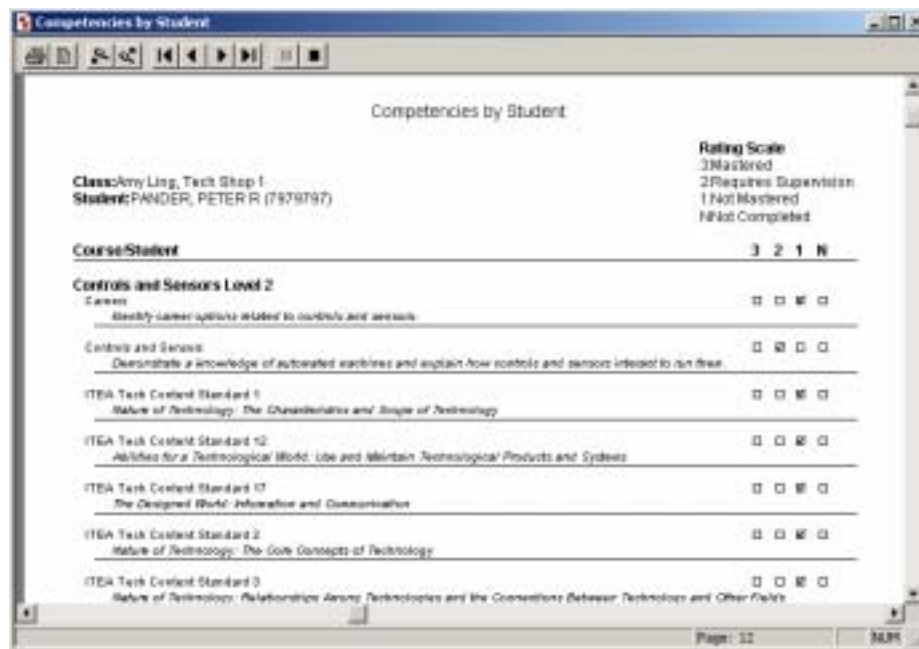 Competencies by Student
Competencies by Student
Rating Scale
3Mastered
Class:Amy Ling, Tech Shop 1 2Requires Supervision
Student:PANDER, PETER R (7979797) 1Not Mastered
NNot Completed
Course/Student 3 2 1 N
Controls and Sensors Level 2
Careers
Identify career options related to controls and sensors
Controls and Sensors
Demonstrate a knowledge of automated machines and explain how controls and sensors interact to run them.
ITEA Tech Content Standard 1
Nature of Technology: The Characteristics and Scope of Technology
ITEA Tech Content Standard 12
Abilities for a Technological World: Use and Maintain Technological Products and Systems
ITEA Tech Content Standard 17
The Designed World: Information and Communication
ITEA Tech Content Standard 2
Nature of Technology: The Core Concepts of Technology
ITEA Tech Content Standard 3
Nature of Technology: Relationships Among Technologies and the Connections Between Technology and Other Fields
Page: 12 NUM